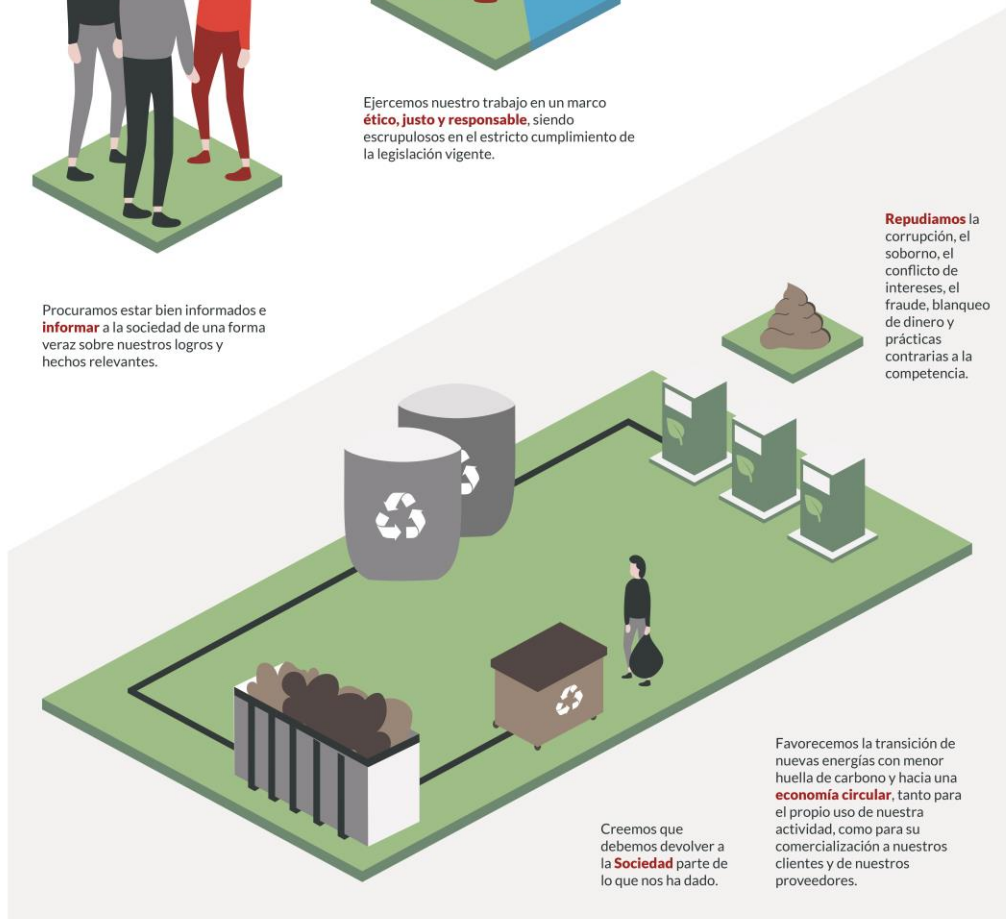 Ejercemos nuestro trabajo en un marco
ético, justo y responsable, siendo
escrupulosos en el estricto cumplimiento de
la legislación vigente.
Repudiamos la
corrupción, el
soborno, el
conflicto de
intereses, el
fraude, blanqueo
de dinero y
prácticas
contrarias a la
competencia.
Procuramos estar bien informados e
informar a la sociedad de una forma
veraz sobre nuestros logros y
hechos relevantes.
Creemos que
debemos devolver a
la Sociedad parte de
lo que nos ha dado.
Favorecemos la transición de
nuevas energías con menor
huella de carbono y hacia una
economía circular, tanto para
el propio uso de nuestra
actividad, como para su
comercialización a nuestros
clientes y de nuestros
proveedores.